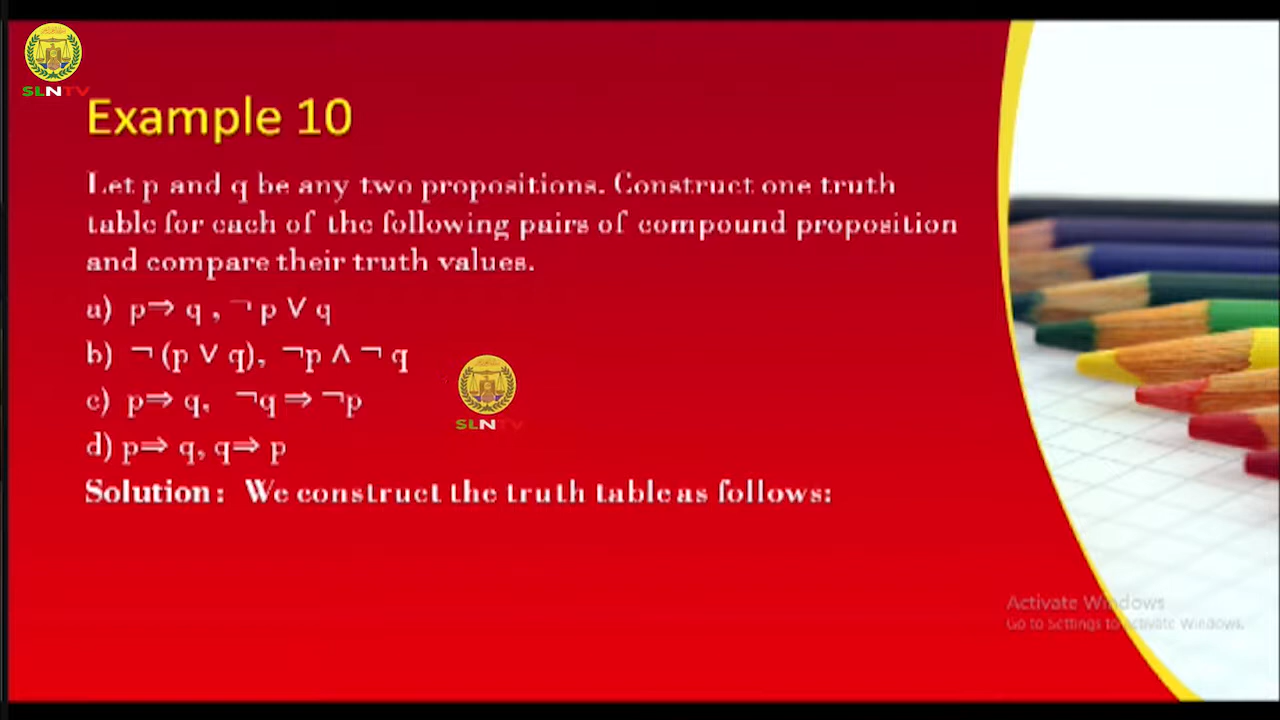 SLNTV
Example 10
Let p and q be any two propositions. Construct one truth
table for each of the following pairs of compound proposition
and compare their truth values.
a) p⇒ q , ¬ p ∨ q
b) ¬ (p ∨ q), ¬p ∧ ¬ q
c) p⇒ q, ¬q ⇒ ¬p
d) p⇒ q, q⇒ p
SLNTV
Solution: We construct the truth table as follows:
Activate Windows
Go to Settings to activate Windows.